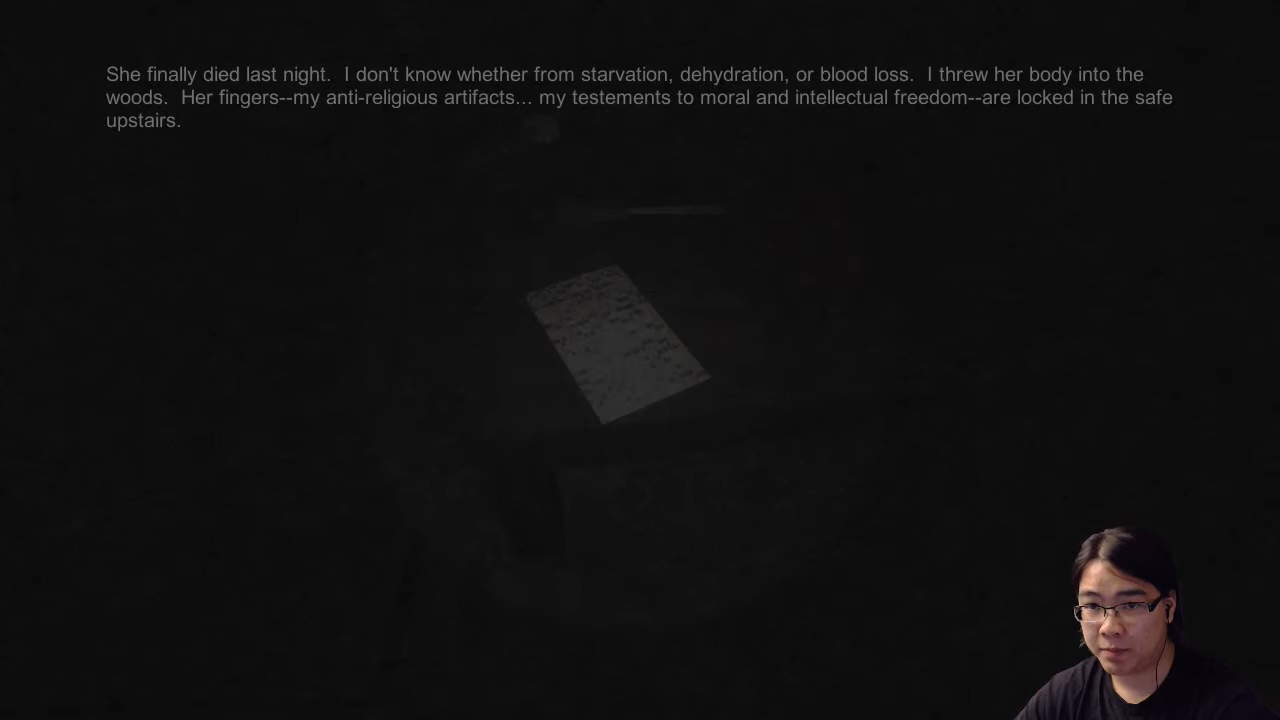 She finally died last night.  I don't know whether from starvation, dehydration, or blood loss.  I threw her body into the
woods.  Her fingers--my anti-religious artifacts... my testements to moral and intellectual freedom--are locked in the safe
upstairs.